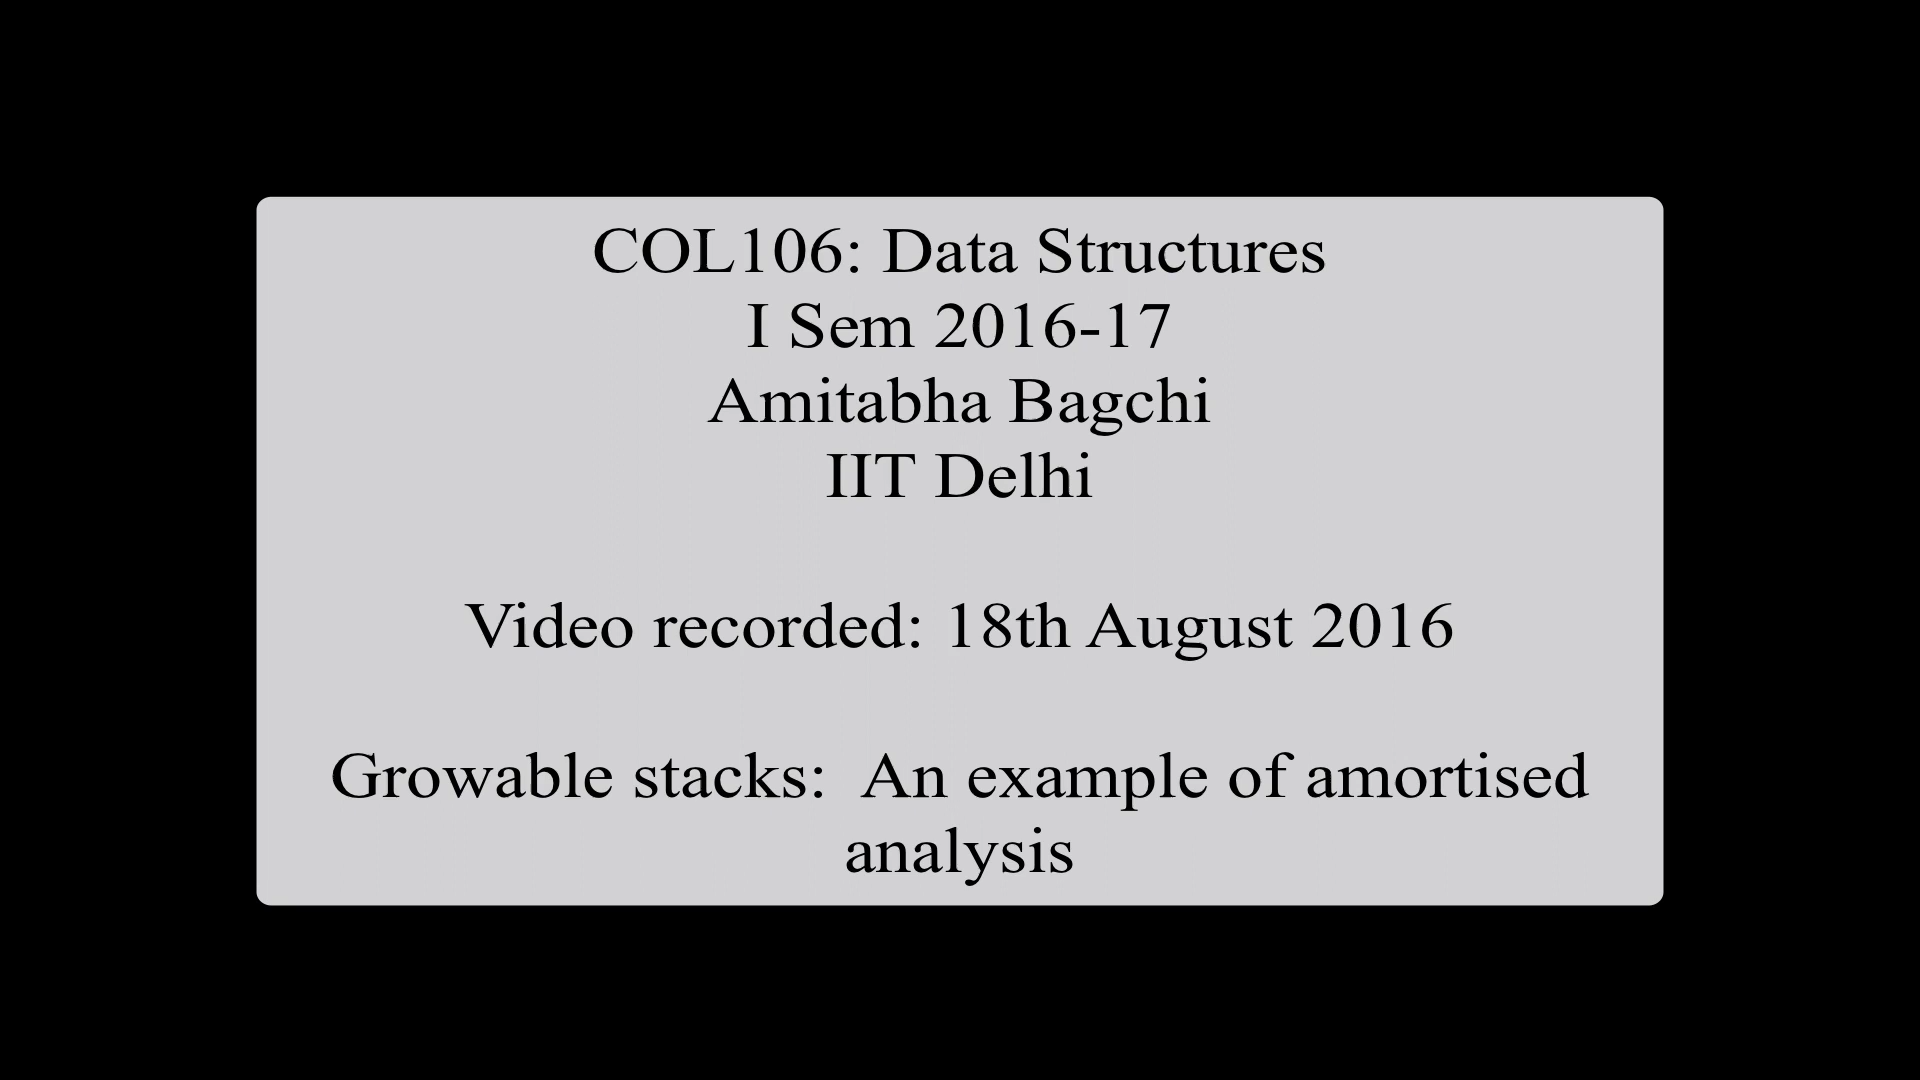 COL106: Data Structures
I Sem 2016-17
Amitabha Bagchi
IIT Delhi
Video recorded: 18th August 2016
Growable stacks:  An example of amortised
analysis